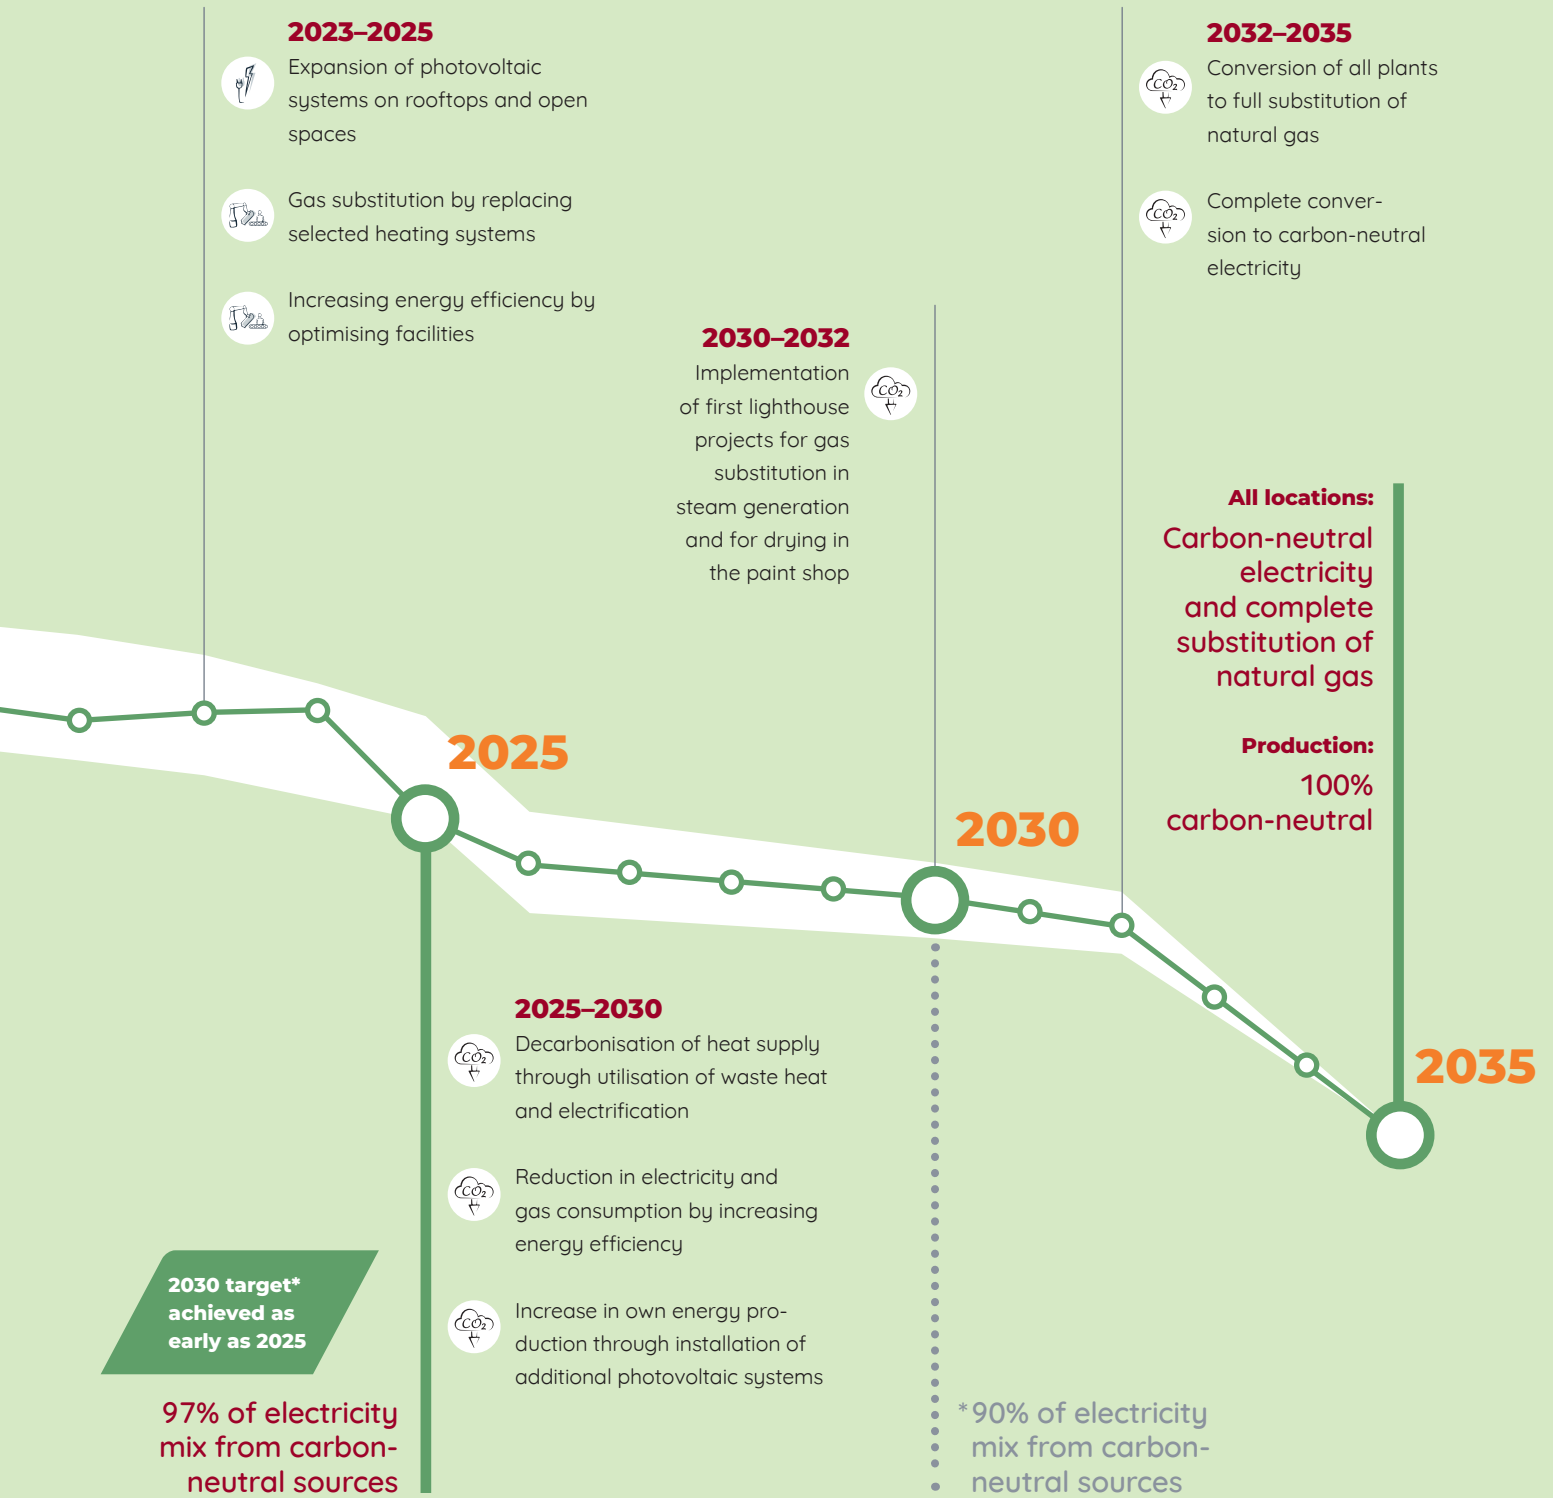 2023–2025
Expansion of photovoltaic
systems on rooftops and open
spaces
Gas substitution by replacing
selected heating systems
Increasing energy efficiency by
optimising facilities
2032–2035
CO₂
Conversion of all plants
to full substitution of
natural gas
CO₂
Complete conver-
sion to carbon-neutral
electricity
2030–2032
Implementation
of first lighthouse
projects for gas
substitution in
steam generation
and for drying in
the paint shop
CO₂
All locations:
Carbon-neutral
electricity
and complete
substitution of
natural gas
Production:
100%
carbon-neutral
2025
2030
2035
2025–2030
CO₂
Decarbonisation of heat supply
through utilisation of waste heat
and electrification
CO₂
Reduction in electricity and
gas consumption by increasing
energy efficiency
CO₂
Increase in own energy pro-
duction through installation of
additional photovoltaic systems
2030 target*
achieved as
early as 2025
97% of electricity
mix from carbon-
neutral sources
*90% of electricity
mix from carbon-
neutral sources